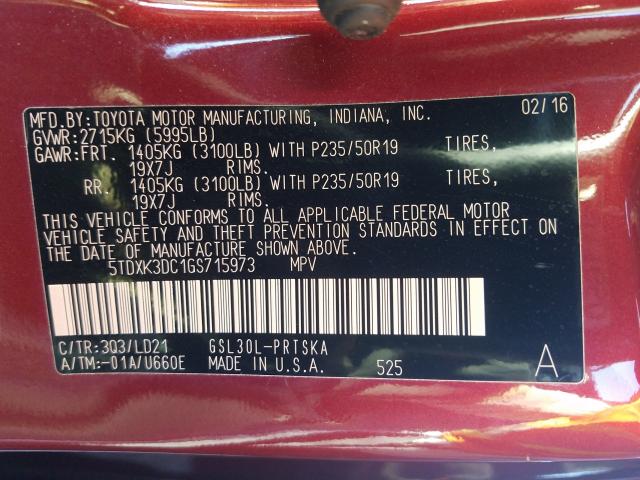 MFD.BY:TOYOTA MOTOR MANUFACTURING, INDIANA, INC. 02/16
GVWR:2715KG (5995LB)
GAWR:FRT. 1405KG (3100LB) WITH P235/50R19 TIRES,
19X7J RIMS.
RR. 1405KG (3100LB) WITH P235/50R19 TIRES,
19X7J RIMS.
THIS VEHICLE CONFORMS TO ALL APPLICABLE FEDERAL MOTOR
VEHICLE SAFETY AND THEFT PREVENTION STANDARDS IN EFFECT ON
THE DATE OF MANUFACTURE SHOWN ABOVE.
5TDXK3DC1GS715973 MPV
C/TR:3Q3/LD21 GSL30L-PRTSKA
A/TM:-01A/U660E MADE IN U.S.A. 525 A